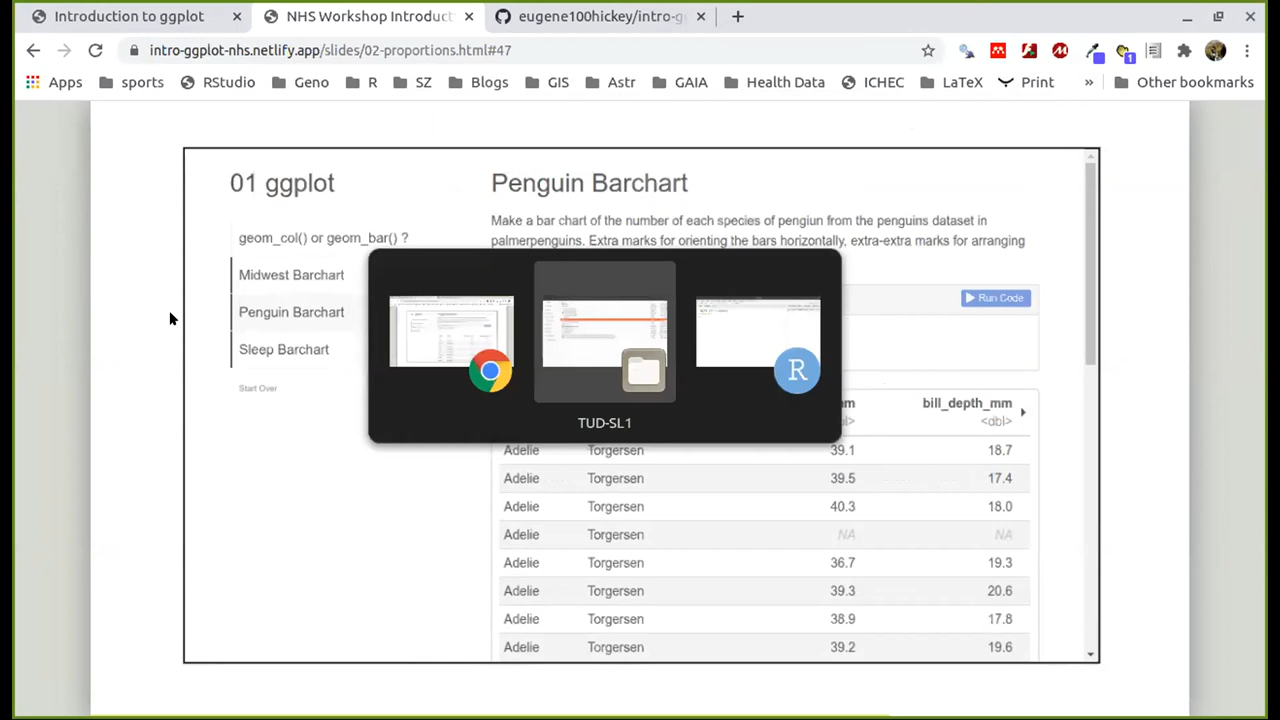 Introduction to ggplot
NHS Workshop Introduct
eugene100hickey/intro-g
intro-ggplot-nhs.netlify.app/slides/02-proportions.html#47
Apps
sports
RStudio
Geno
R
SZ
Blogs
GIS
Astr
GAIA
Health Data
ICHEC
LaTeX
Print
»
Other bookmarks
01 ggplot
Penguin Barchart
Make a bar chart of the number of each species of pengiun from the penguins dataset in
palmerpenguins. Extra marks for orienting the bars horizontally, extra-extra marks for arranging
geom_col() or geom_bar() ?
Midwest Barchart
Penguin Barchart
Sleep Barchart
Start Over
Run Code
R
TUD-SL1
mm bill_depth_mm
<dbl>
Adelie Torgersen 39.1 18.7
Adelie Torgersen 39.5 17.4
Adelie Torgersen 40.3 18.0
Adelie Torgersen NA NA
Adelie Torgersen 36.7 19.3
Adelie Torgersen 39.3 20.6
Adelie Torgersen 38.9 17.8
Adelie Torgersen 39.2 19.6